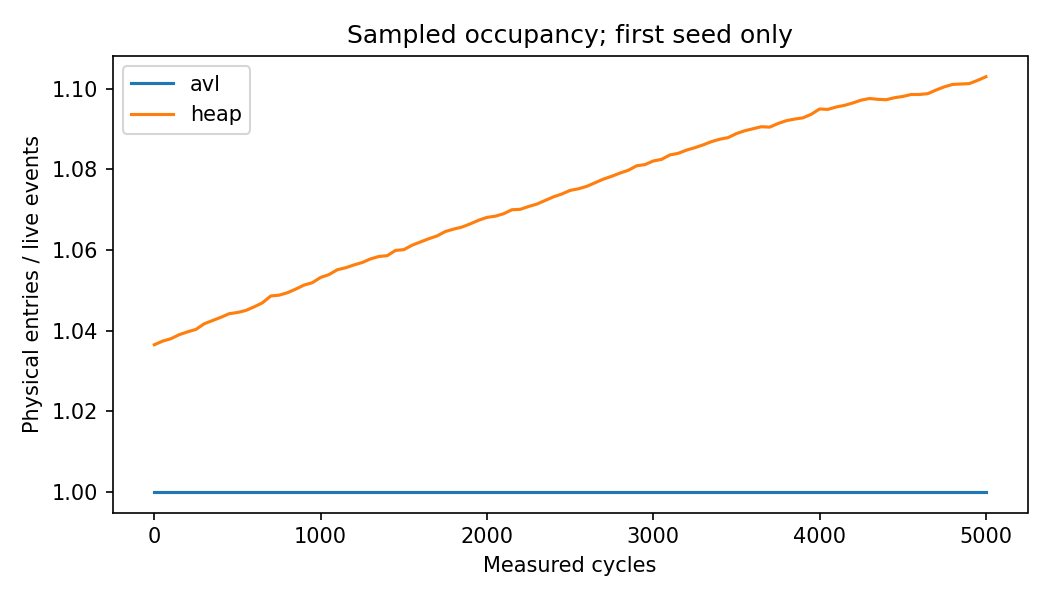 Sampled occupancy; first seed only
avl
heap
Physical entries / live events
1.10
1.08
1.06
1.04
1.02
1.00
0 1000 2000 3000 4000 5000
Measured cycles